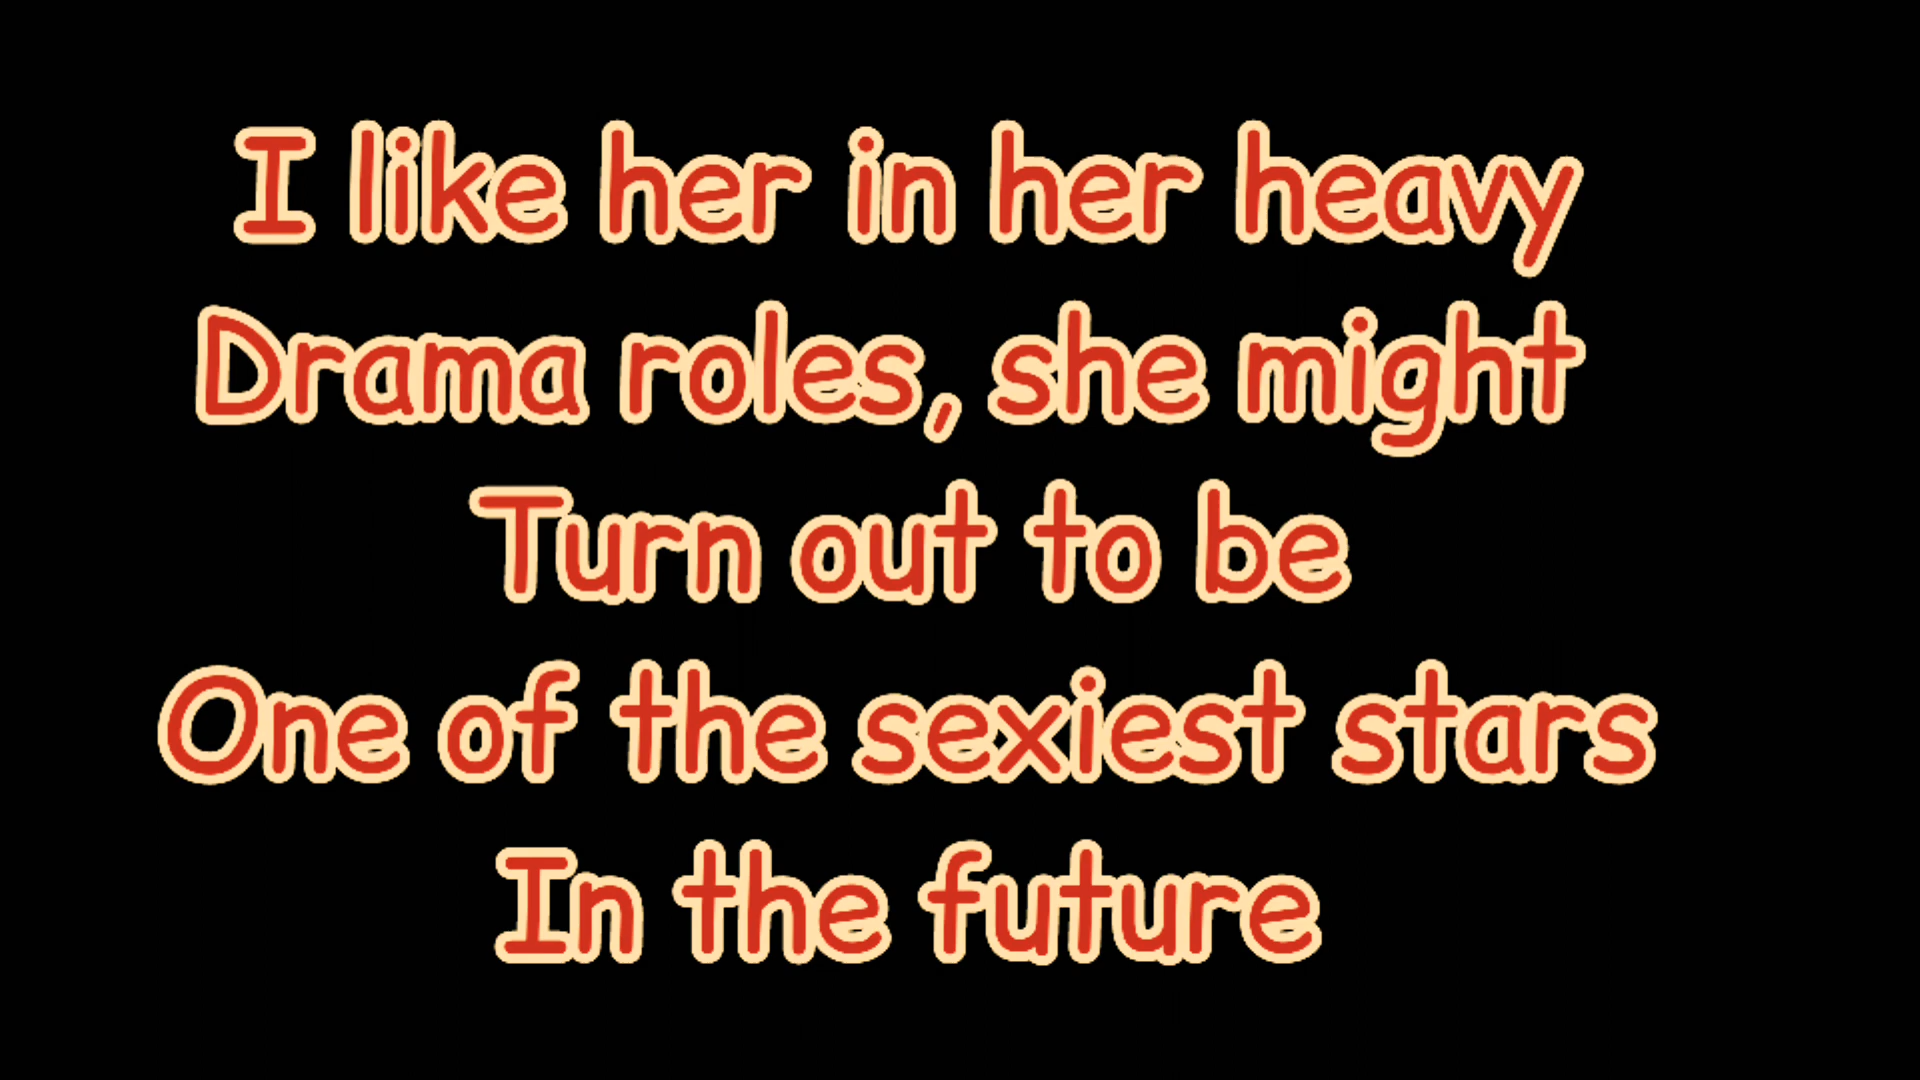 I like her in her heavy
Drama roles, she might
Turn out to be
One of the sexiest stars
In the future